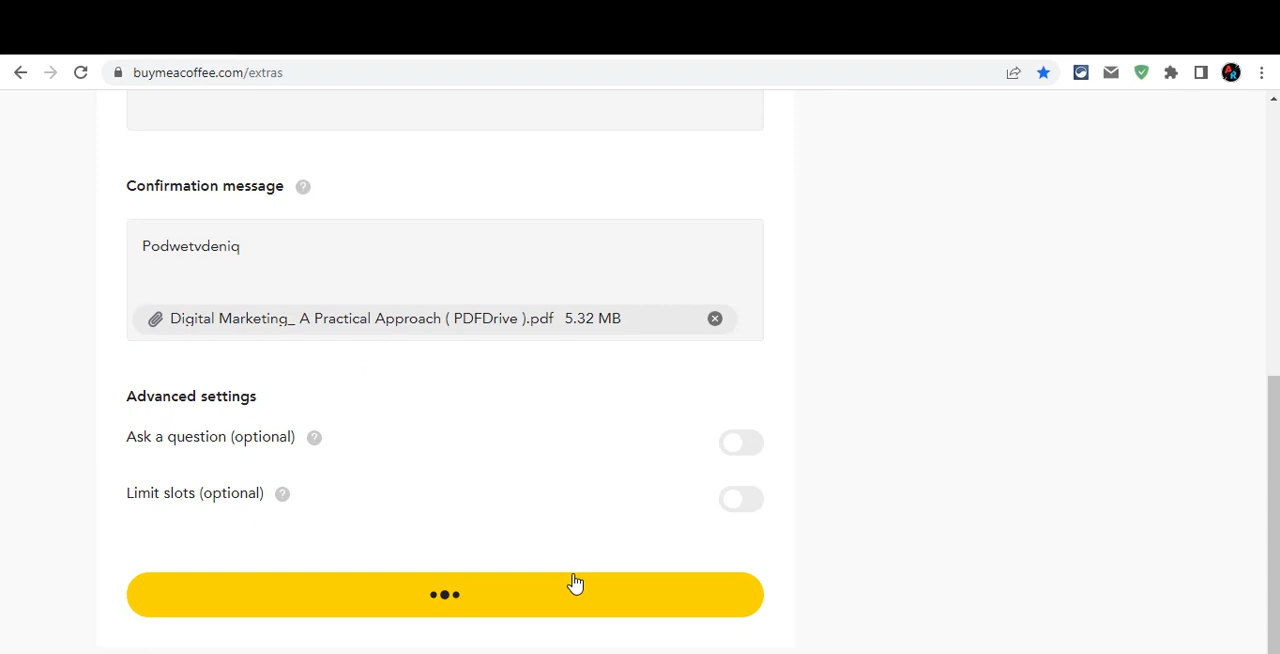 buymeacoffee.com/extras
Confirmation message ?
Podwetvdeniq
Digital Marketing_ A Practical Approach ( PDFDrive ).pdf 5.32 MB
Advanced settings
Ask a question (optional) ?
Limit slots (optional) ?